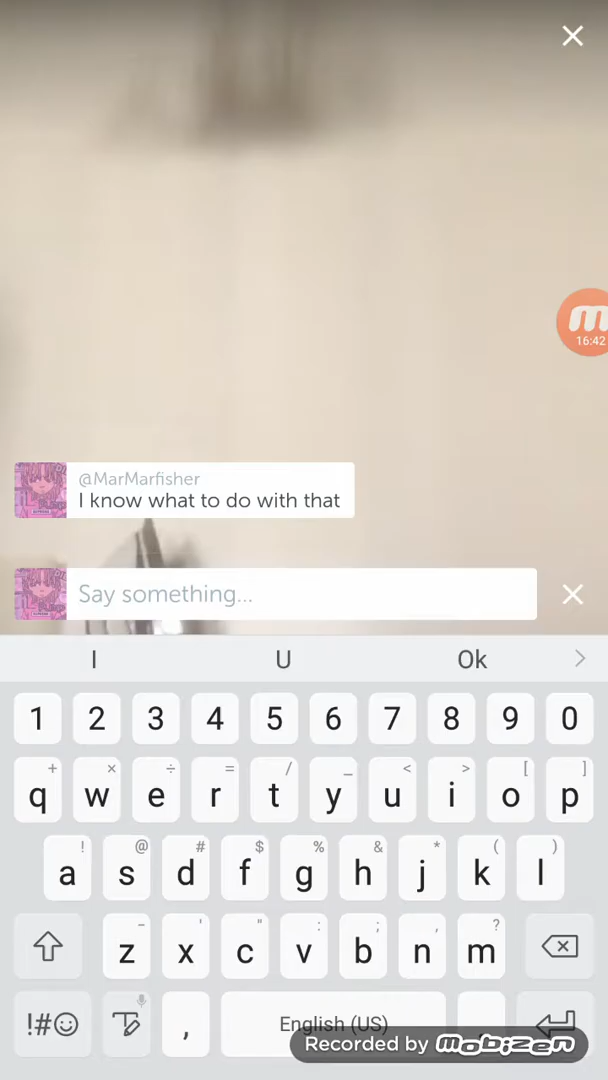 16:42
@MarMarfisher
I know what to do with that
Say something...
I U Ok
1 2 3 4 5 6 7 8 9 0
+ × ÷ = / _ < > [ ]
q w e r t y u i o p
! @ # $ % & * ( )
a s d f g h j k l
- ' " : ; , ?
z x c v b n m
!#☺ , English (US)
Recorded by mobizen